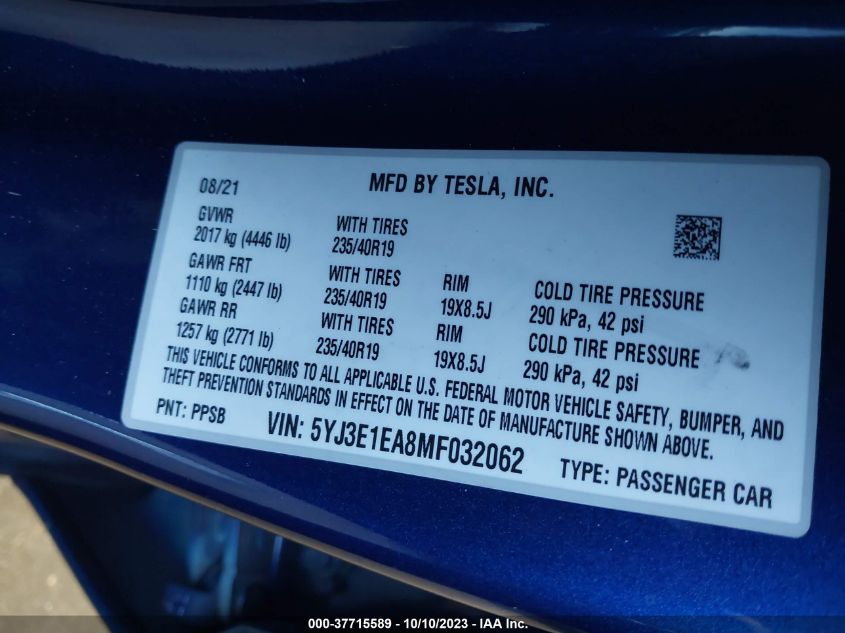 08/21 MFD BY TESLA, INC.
GVWR
2017 kg (4446 lb)
WITH TIRES
235/40R19
GAWR FRT
1110 kg (2447 lb)
WITH TIRES
235/40R19
RIM
19X8.5J
COLD TIRE PRESSURE
290 kPa, 42 psi
GAWR RR
1257 kg (2771 lb)
WITH TIRES
235/40R19
RIM
19X8.5J
COLD TIRE PRESSURE
290 kPa, 42 psi
THIS VEHICLE CONFORMS TO ALL APPLICABLE U.S. FEDERAL MOTOR VEHICLE SAFETY, BUMPER, AND
THEFT PREVENTION STANDARDS IN EFFECT ON THE DATE OF MANUFACTURE SHOWN ABOVE.
PNT: PPSB VIN: 5YJ3E1EA8MF032062 TYPE: PASSENGER CAR
000-37715589 - 10/10/2023 - IAA Inc.